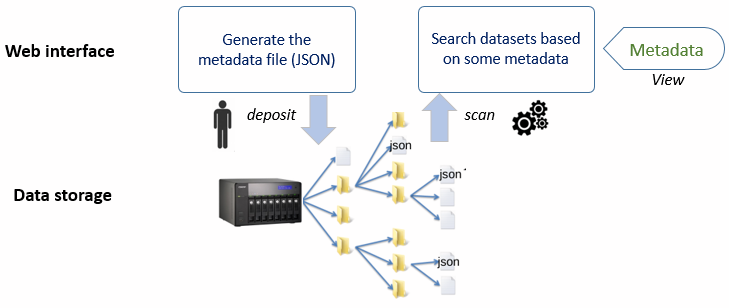 Web interface
Generate the
metadata file (JSON)
Search datasets based
on some metadata
Metadata
View
deposit
scan
json
json
Data storage
json